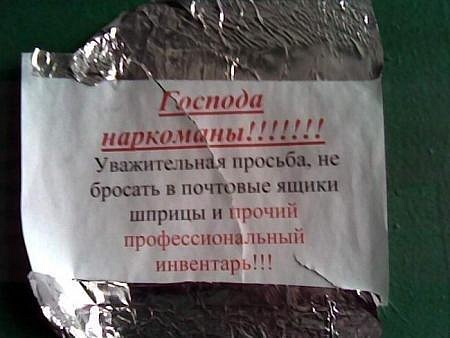 Господа
наркоманы!!!!!!!
Уважительная просьба, не
бросать в почтовые ящики
шприцы и прочий
профессиональный
инвентарь!!!